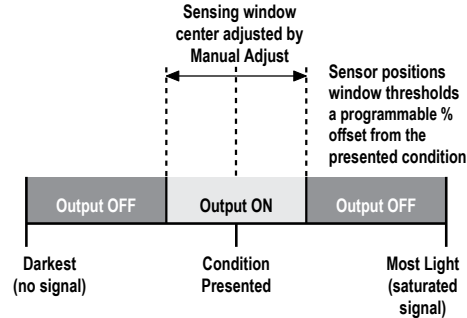 Sensing window
center adjusted by
Manual Adjust
Sensor positions
window thresholds
a programmable %
offset from the
presented condition
Output OFF
Output ON
Output OFF
Darkest
(no signal)
Condition
Presented
Most Light
(saturated
signal)